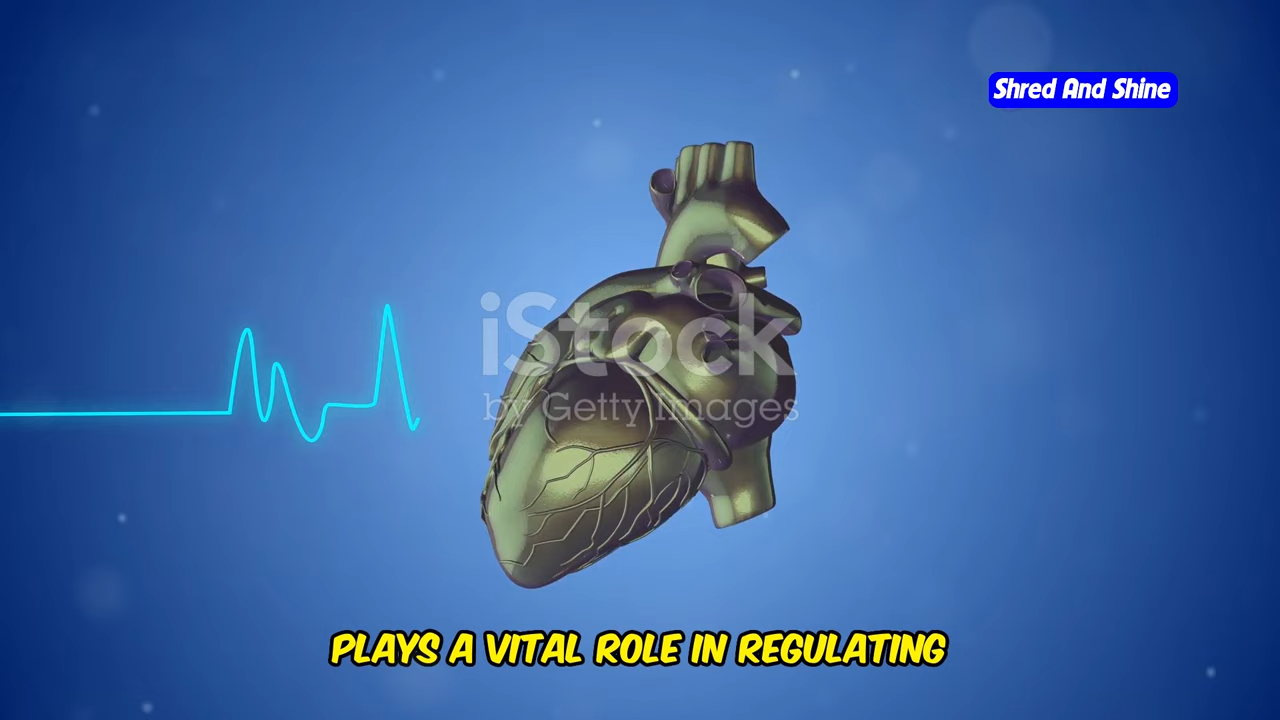 Shred And Shine
iStock
by Getty Images
PLAYS A VITAL ROLE IN REGULATING